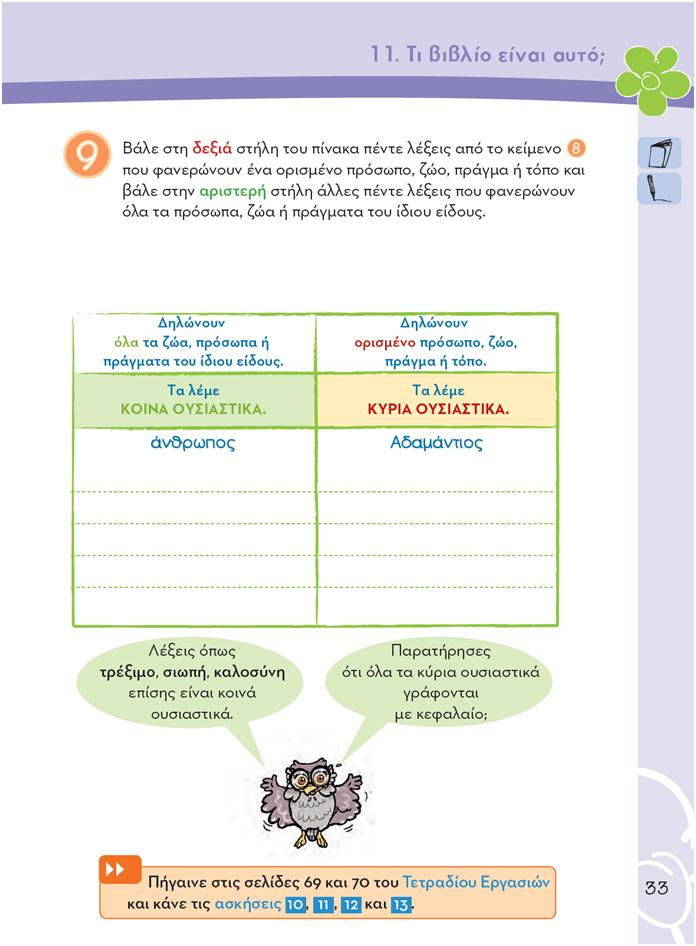 11. Τι βιβλίο είναι αυτό;
9
Βάλε στη δεξιά στήλη του πίνακα πέντε λέξεις από το κείμενο 8
που φανερώνουν ένα ορισμένο πρόσωπο, ζώο, πράγμα ή τόπο και
βάλε στην αριστερή στήλη άλλες πέντε λέξεις που φανερώνουν
όλα τα πρόσωπα, ζώα ή πράγματα του ίδιου είδους.
Δηλώνουν
όλα τα ζώα, πρόσωπα ή
πράγματα του ίδιου είδους.
Δηλώνουν
ορισμένο πρόσωπο, ζώο,
πράγμα ή τόπο.
Τα λέμε
ΚΟΙΝΑ ΟΥΣΙΑΣΤΙΚΑ.
Τα λέμε
ΚΥΡΙΑ ΟΥΣΙΑΣΤΙΚΑ.
άνθρωπος
Αδαμάντιος
Λέξεις όπως
τρέξιμο, σιωπή, καλοσύνη
επίσης είναι κοινά
ουσιαστικά.
Παρατήρησες
ότι όλα τα κύρια ουσιαστικά
γράφονται
με κεφαλαίο;
Πήγαινε στις σελίδες 69 και 70 του Τετραδίου Εργασιών
και κάνε τις ασκήσεις 10, 11, 12 και 13.
33